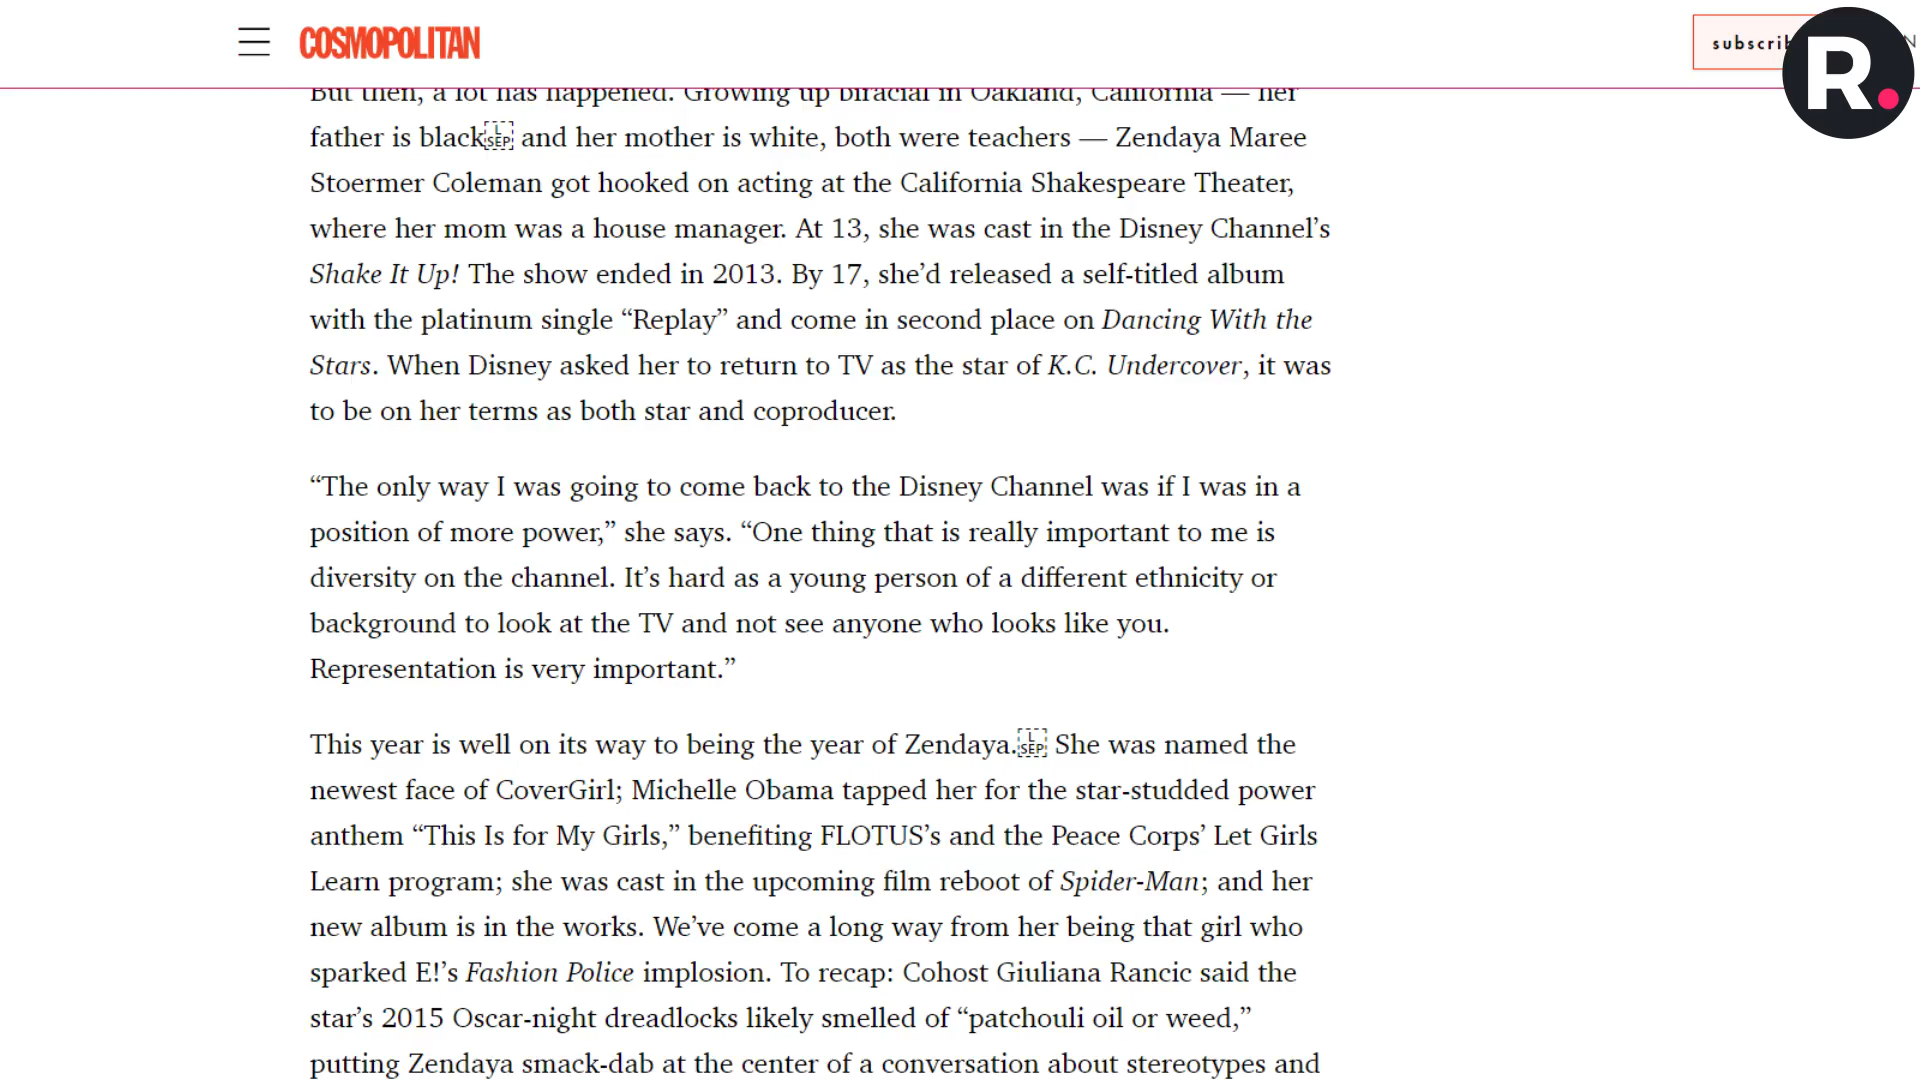 COSMOPOLITAN
subscrib
N
R.
But then, a lot has happened. Growing up biracial in Oakland, California — her
father is black and her mother is white, both were teachers — Zendaya Maree
Stoermer Coleman got hooked on acting at the California Shakespeare Theater,
where her mom was a house manager. At 13, she was cast in the Disney Channel’s
Shake It Up! The show ended in 2013. By 17, she’d released a self-titled album
with the platinum single “Replay” and come in second place on Dancing With the
Stars. When Disney asked her to return to TV as the star of K.C. Undercover, it was
to be on her terms as both star and coproducer.
“The only way I was going to come back to the Disney Channel was if I was in a
position of more power,” she says. “One thing that is really important to me is
diversity on the channel. It’s hard as a young person of a different ethnicity or
background to look at the TV and not see anyone who looks like you.
Representation is very important.”
This year is well on its way to being the year of Zendaya. She was named the
newest face of CoverGirl; Michelle Obama tapped her for the star-studded power
anthem “This Is for My Girls,” benefiting FLOTUS’s and the Peace Corps’ Let Girls
Learn program; she was cast in the upcoming film reboot of Spider-Man; and her
new album is in the works. We’ve come a long way from her being that girl who
sparked E!’s Fashion Police implosion. To recap: Cohost Giuliana Rancic said the
star’s 2015 Oscar-night dreadlocks likely smelled of “patchouli oil or weed,”
putting Zendaya smack-dab at the center of a conversation about stereotypes and